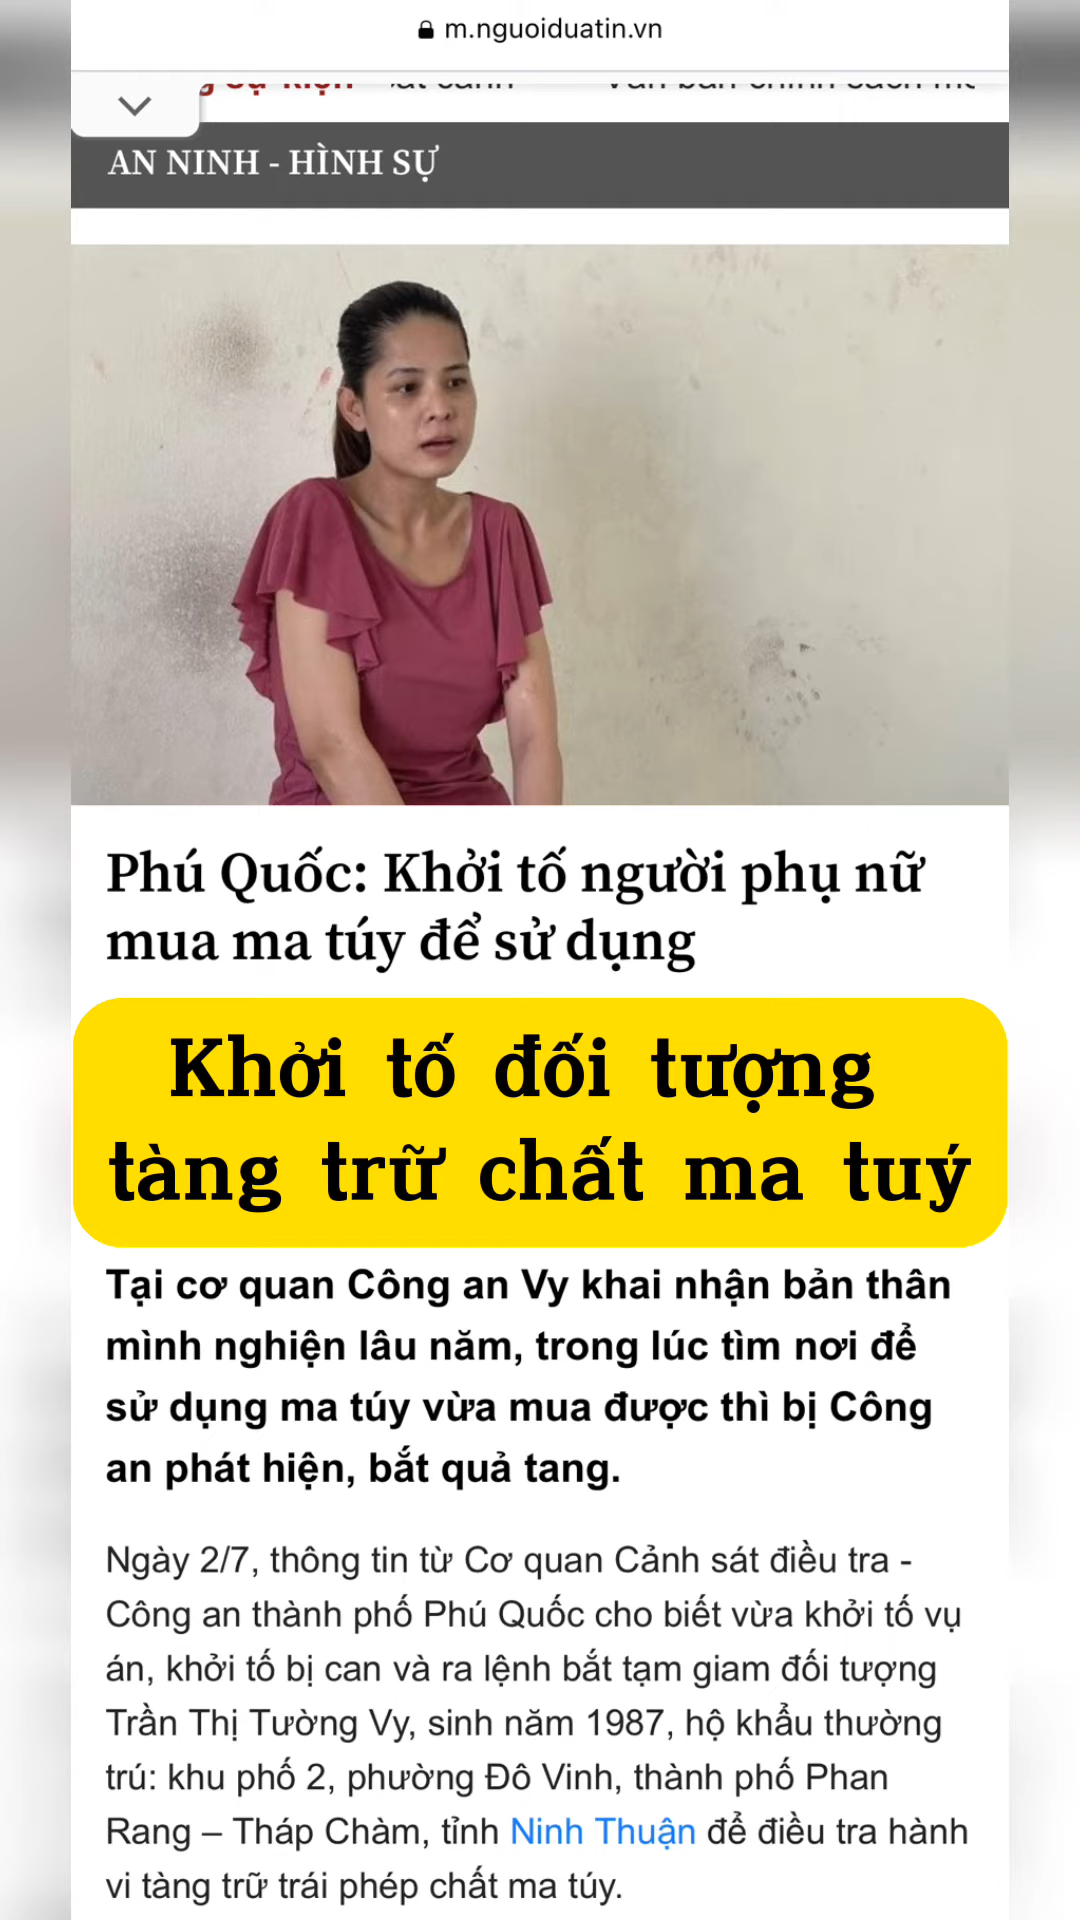 m.nguoiduatin.vn
AN NINH - HÌNH SỰ
Phú Quốc: Khởi tố người phụ nữ
mua ma túy để sử dụng
Khởi tố đối tượng
tàng trữ chất ma tuý
Tại cơ quan Công an Vy khai nhận bản thân
mình nghiện lâu năm, trong lúc tìm nơi để
sử dụng ma túy vừa mua được thì bị Công
an phát hiện, bắt quả tang.
Ngày 2/7, thông tin từ Cơ quan Cảnh sát điều tra -
Công an thành phố Phú Quốc cho biết vừa khởi tố vụ
án, khởi tố bị can và ra lệnh bắt tạm giam đối tượng
Trần Thị Tường Vy, sinh năm 1987, hộ khẩu thường
trú: khu phố 2, phường Đô Vinh, thành phố Phan
Rang – Tháp Chàm, tỉnh Ninh Thuận để điều tra hành
vi tàng trữ trái phép chất ma túy.